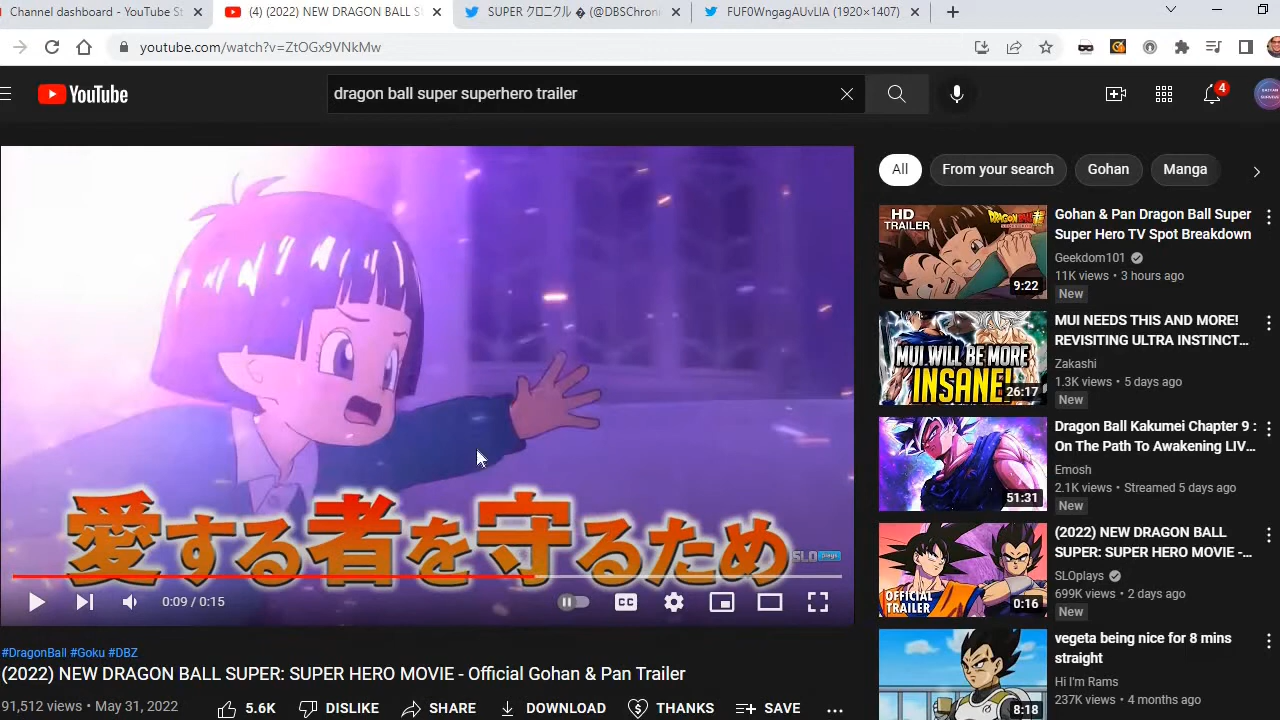 Channel dashboard - YouTube St
(4) (2022) NEW DRAGON BALL S
SUPER クロニクル � (@DBSChron
FUF0WngagAUvLIA (1920×1407)
youtube.com/watch?v=ZtOGx9VNkMw
YouTube
dragon ball super superhero trailer
4
愛する者を守るため
SLO plays
0:09 / 0:15
CC
#DragonBall #Goku #DBZ
(2022) NEW DRAGON BALL SUPER: SUPER HERO MOVIE - Official Gohan & Pan Trailer
91,512 views • May 31, 2022
5.6K
DISLIKE
SHARE
DOWNLOAD
THANKS
SAVE
All
From your search
Gohan
Manga
HD
TRAILER
DRAGONBALL
9:22
Gohan & Pan Dragon Ball Super
Super Hero TV Spot Breakdown
Geekdom101
11K views • 3 hours ago
New
MUI WILL BE MORE
INSANE!
26:17
MUI NEEDS THIS AND MORE!
REVISITING ULTRA INSTINCT...
Zakashi
1.3K views • 5 days ago
New
51:31
Dragon Ball Kakumei Chapter 9 :
On The Path To Awakening LIV...
Emosh
2.1K views • Streamed 5 days ago
New
OFFICIAL
TRAILER
0:16
(2022) NEW DRAGON BALL
SUPER: SUPER HERO MOVIE -...
SLOplays
699K views • 2 days ago
New
8:18
vegeta being nice for 8 mins
straight
Hi I'm Rams
237K views • 4 months ago